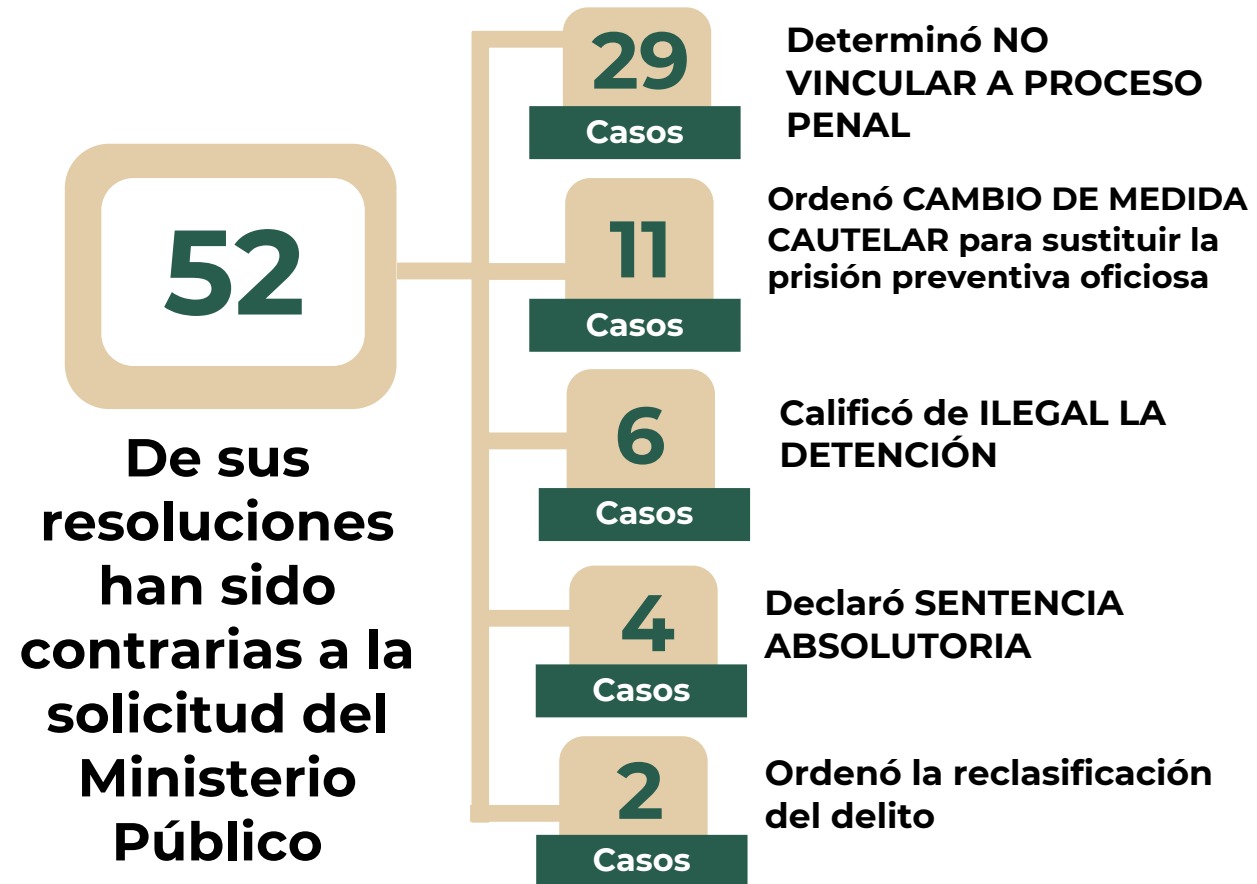 52
De sus
resoluciones
han sido
contrarias a la
solicitud del
Ministerio
Público
29
Casos
Determinó NO
VINCULAR A PROCESO
PENAL
11
Casos
Ordenó CAMBIO DE MEDIDA
CAUTELAR para sustituir la
prisión preventiva oficiosa
6
Casos
Calificó de ILEGAL LA
DETENCIÓN
4
Casos
Declaró SENTENCIA
ABSOLUTORIA
2
Casos
Ordenó la reclasificación
del delito